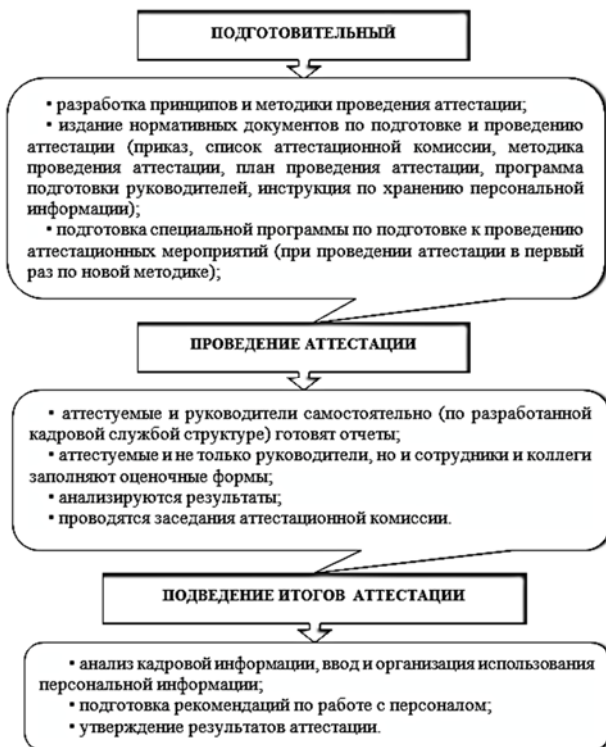 ПОДГОТОВИТЕЛЬНЫЙ
• разработка принципов и методики проведения аттестации;
• издание нормативных документов по подготовке и проведению
аттестации (приказ, список аттестационной комиссии, методика
проведения аттестации, план проведения аттестации, программа
подготовки руководителей, инструкция по хранению персональной
информации);
• подготовка специальной программы по подготовке к проведению
аттестационных мероприятий (при проведении аттестации в первый
раз по новой методике);
ПРОВЕДЕНИЕ АТТЕСТАЦИИ
• аттестуемые и руководители самостоятельно (по разработанной
кадровой службой структуре) готовят отчеты;
• аттестуемые и не только руководители, но и сотрудники и коллеги
заполняют оценочные формы;
• анализируются результаты;
• проводятся заседания аттестационной комиссии.
ПОДВЕДЕНИЕ ИТОГОВ АТТЕСТАЦИИ
• анализ кадровой информации, ввод и организация использования
персональной информации;
• подготовка рекомендаций по работе с персоналом;
• утверждение результатов аттестации.